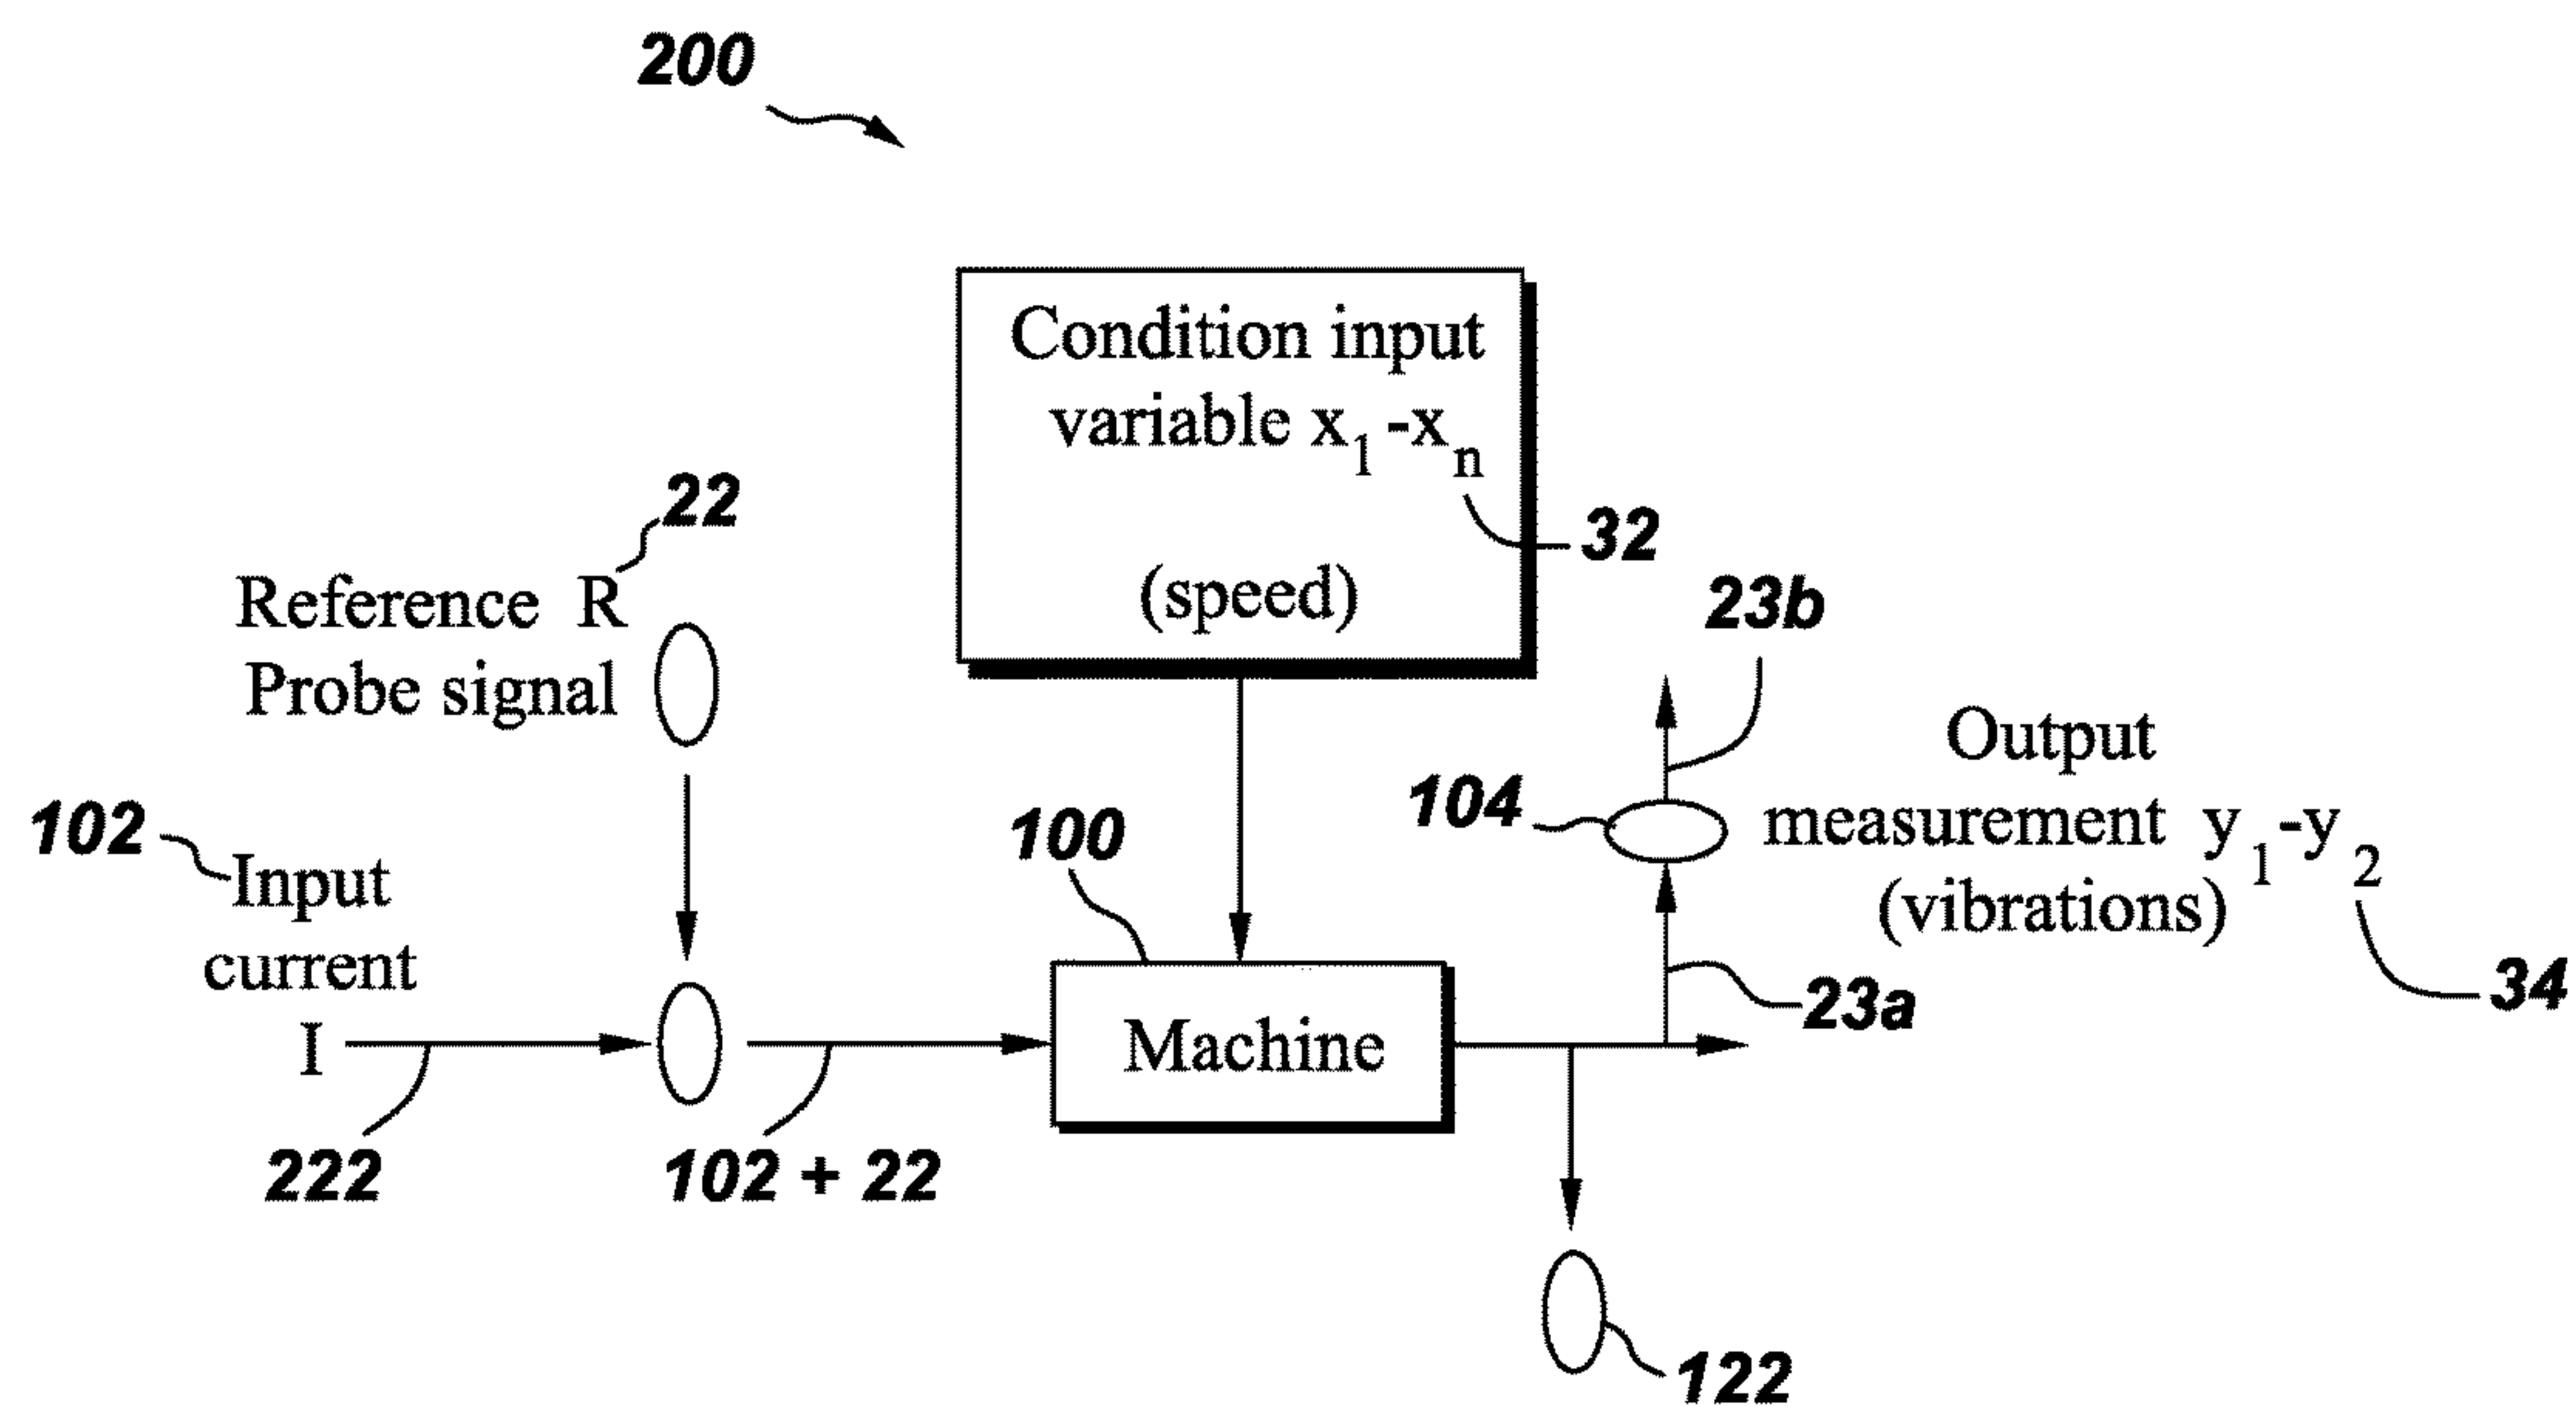 200
Condition input
variable x1-xn
(speed)
32
22
Reference R
Probe signal
102
Input
current
I
222
102 + 22
100
Machine
23b
104
Output
measurement y1-y2
(vibrations)
34
23a
122